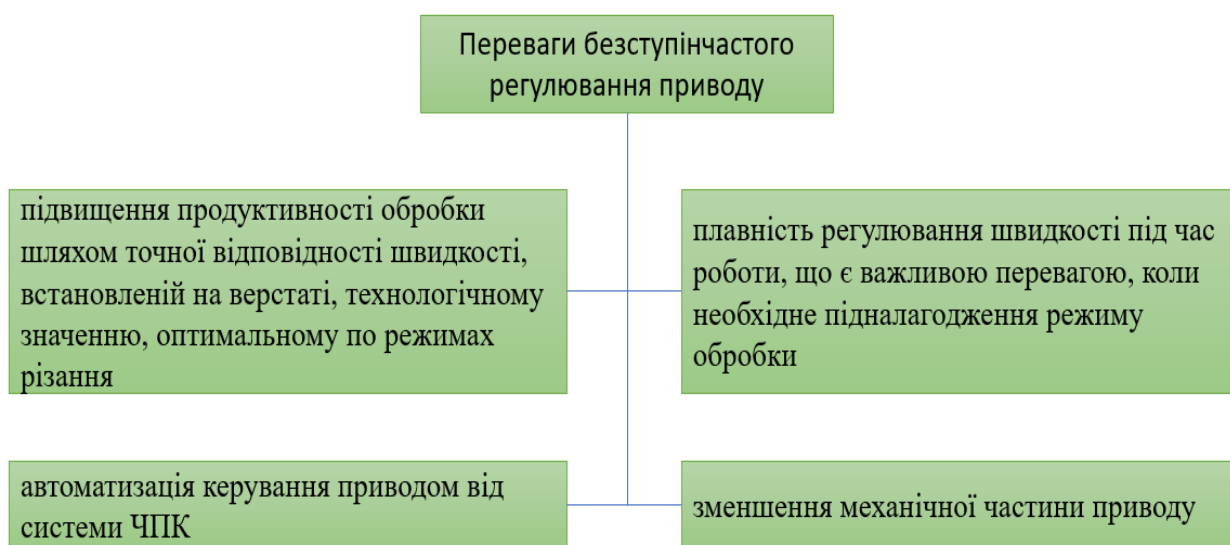 Переваги безступінчастого
регулювання приводу
підвищення продуктивності обробки
шляхом точної відповідності швидкості,
встановленій на верстаті, технологічному
значенню, оптимальному по режимах
різання
плавність регулювання швидкості під час
роботи, що є важливою перевагою, коли
необхідне підналагодження режиму
обробки
автоматизація керування приводом від
системи ЧПК
зменшення механічної частини приводу